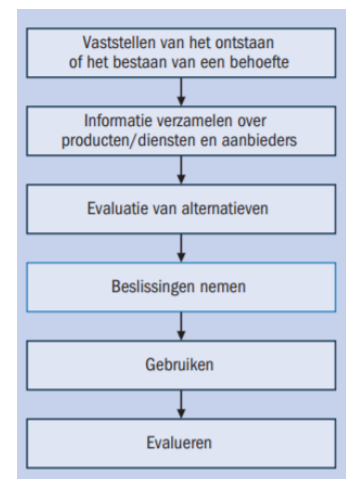 Vaststellen van het ontstaan
of het bestaan van een behoefte
Informatie verzamelen over
producten/diensten en aanbieders
Evaluatie van alternatieven
Beslissingen nemen
Gebruiken
Evalueren